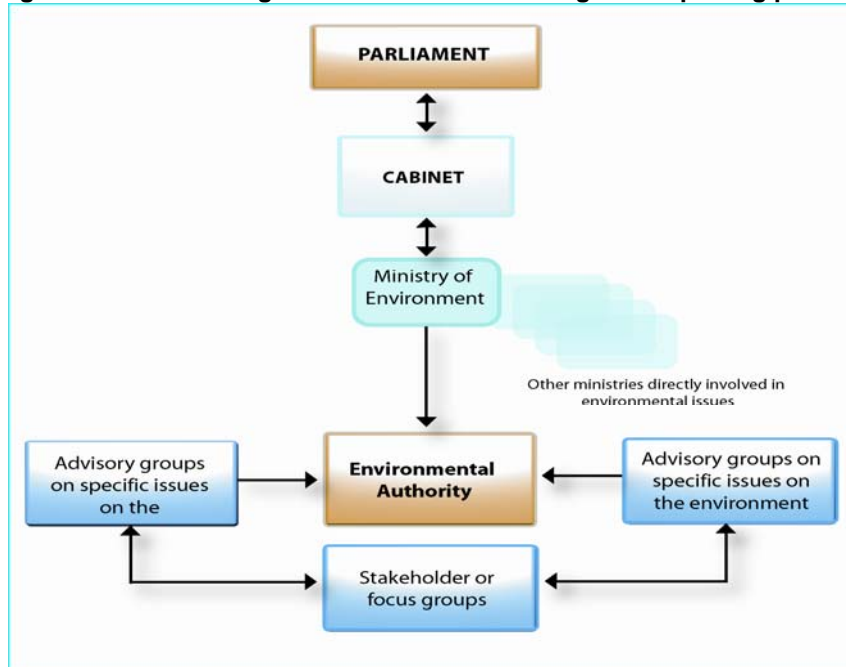 PARLIAMENT
CABINET
Ministry of
Environment
Other ministries directly involved in
environmental issues
Advisory groups
on specific issues
on the
Environmental
Authority
Advisory groups on
specific issues on
the environment
Stakeholder or
focus groups